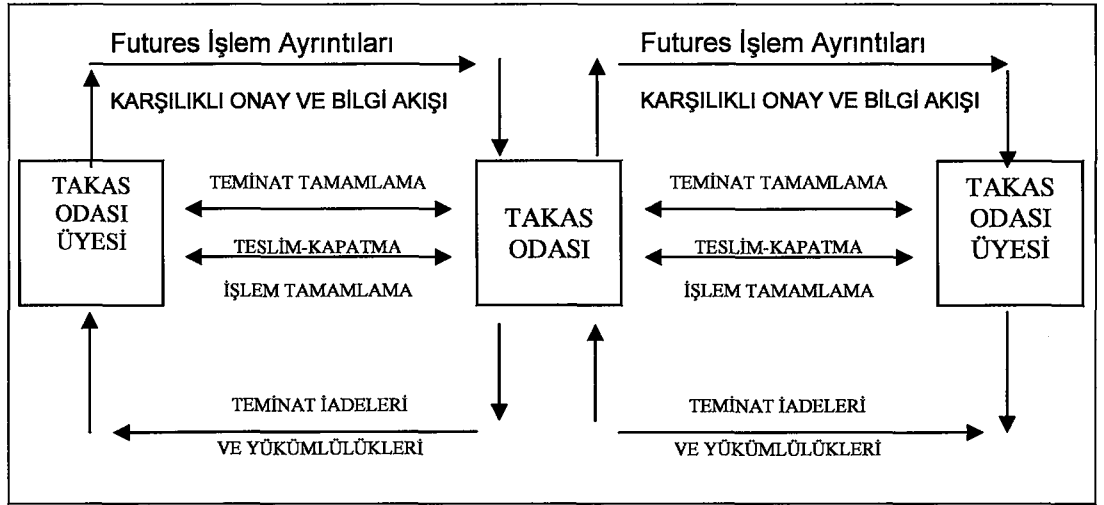 Futures İşlem Ayrıntıları
KARŞILIKLI ONAY VE BİLGİ AKIŞI
Futures İşlem Ayrıntıları
KARŞILIKLI ONAY VE BİLGİ AKIŞI
TAKAS
ODASI
ÜYESİ
TEMİNAT TAMAMLAMA
TESLİM-KAPATMA
İŞLEM TAMAMLAMA
TAKAS
ODASI
TEMİNAT TAMAMLAMA
TESLİM-KAPATMA
İŞLEM TAMAMLAMA
TAKAS
ODASI
ÜYESİ
TEMİNAT İADELERİ
VE YÜKÜMLÜLÜKLERİ
TEMİNAT İADELERİ
VE YÜKÜMLÜLÜKLERİ